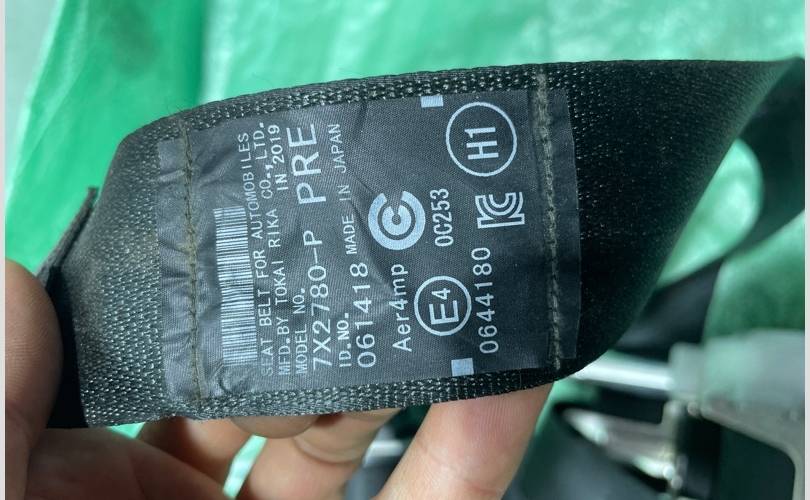 SEAT BELT FOR AUTOMOBILES
MFD.BY TOKAI RIKA CO.,LTD.
MODEL NO. IN 2019
7X2780-P PRE
ID.NO.
061418 MADE IN JAPAN
Aer4mp
E4
0C253
0644180
H1